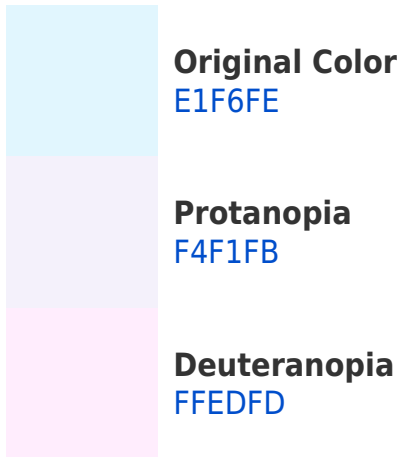 Original Color
E1F6FE
Protanopia
F4F1FB
Deuteranopia
FFEDFD